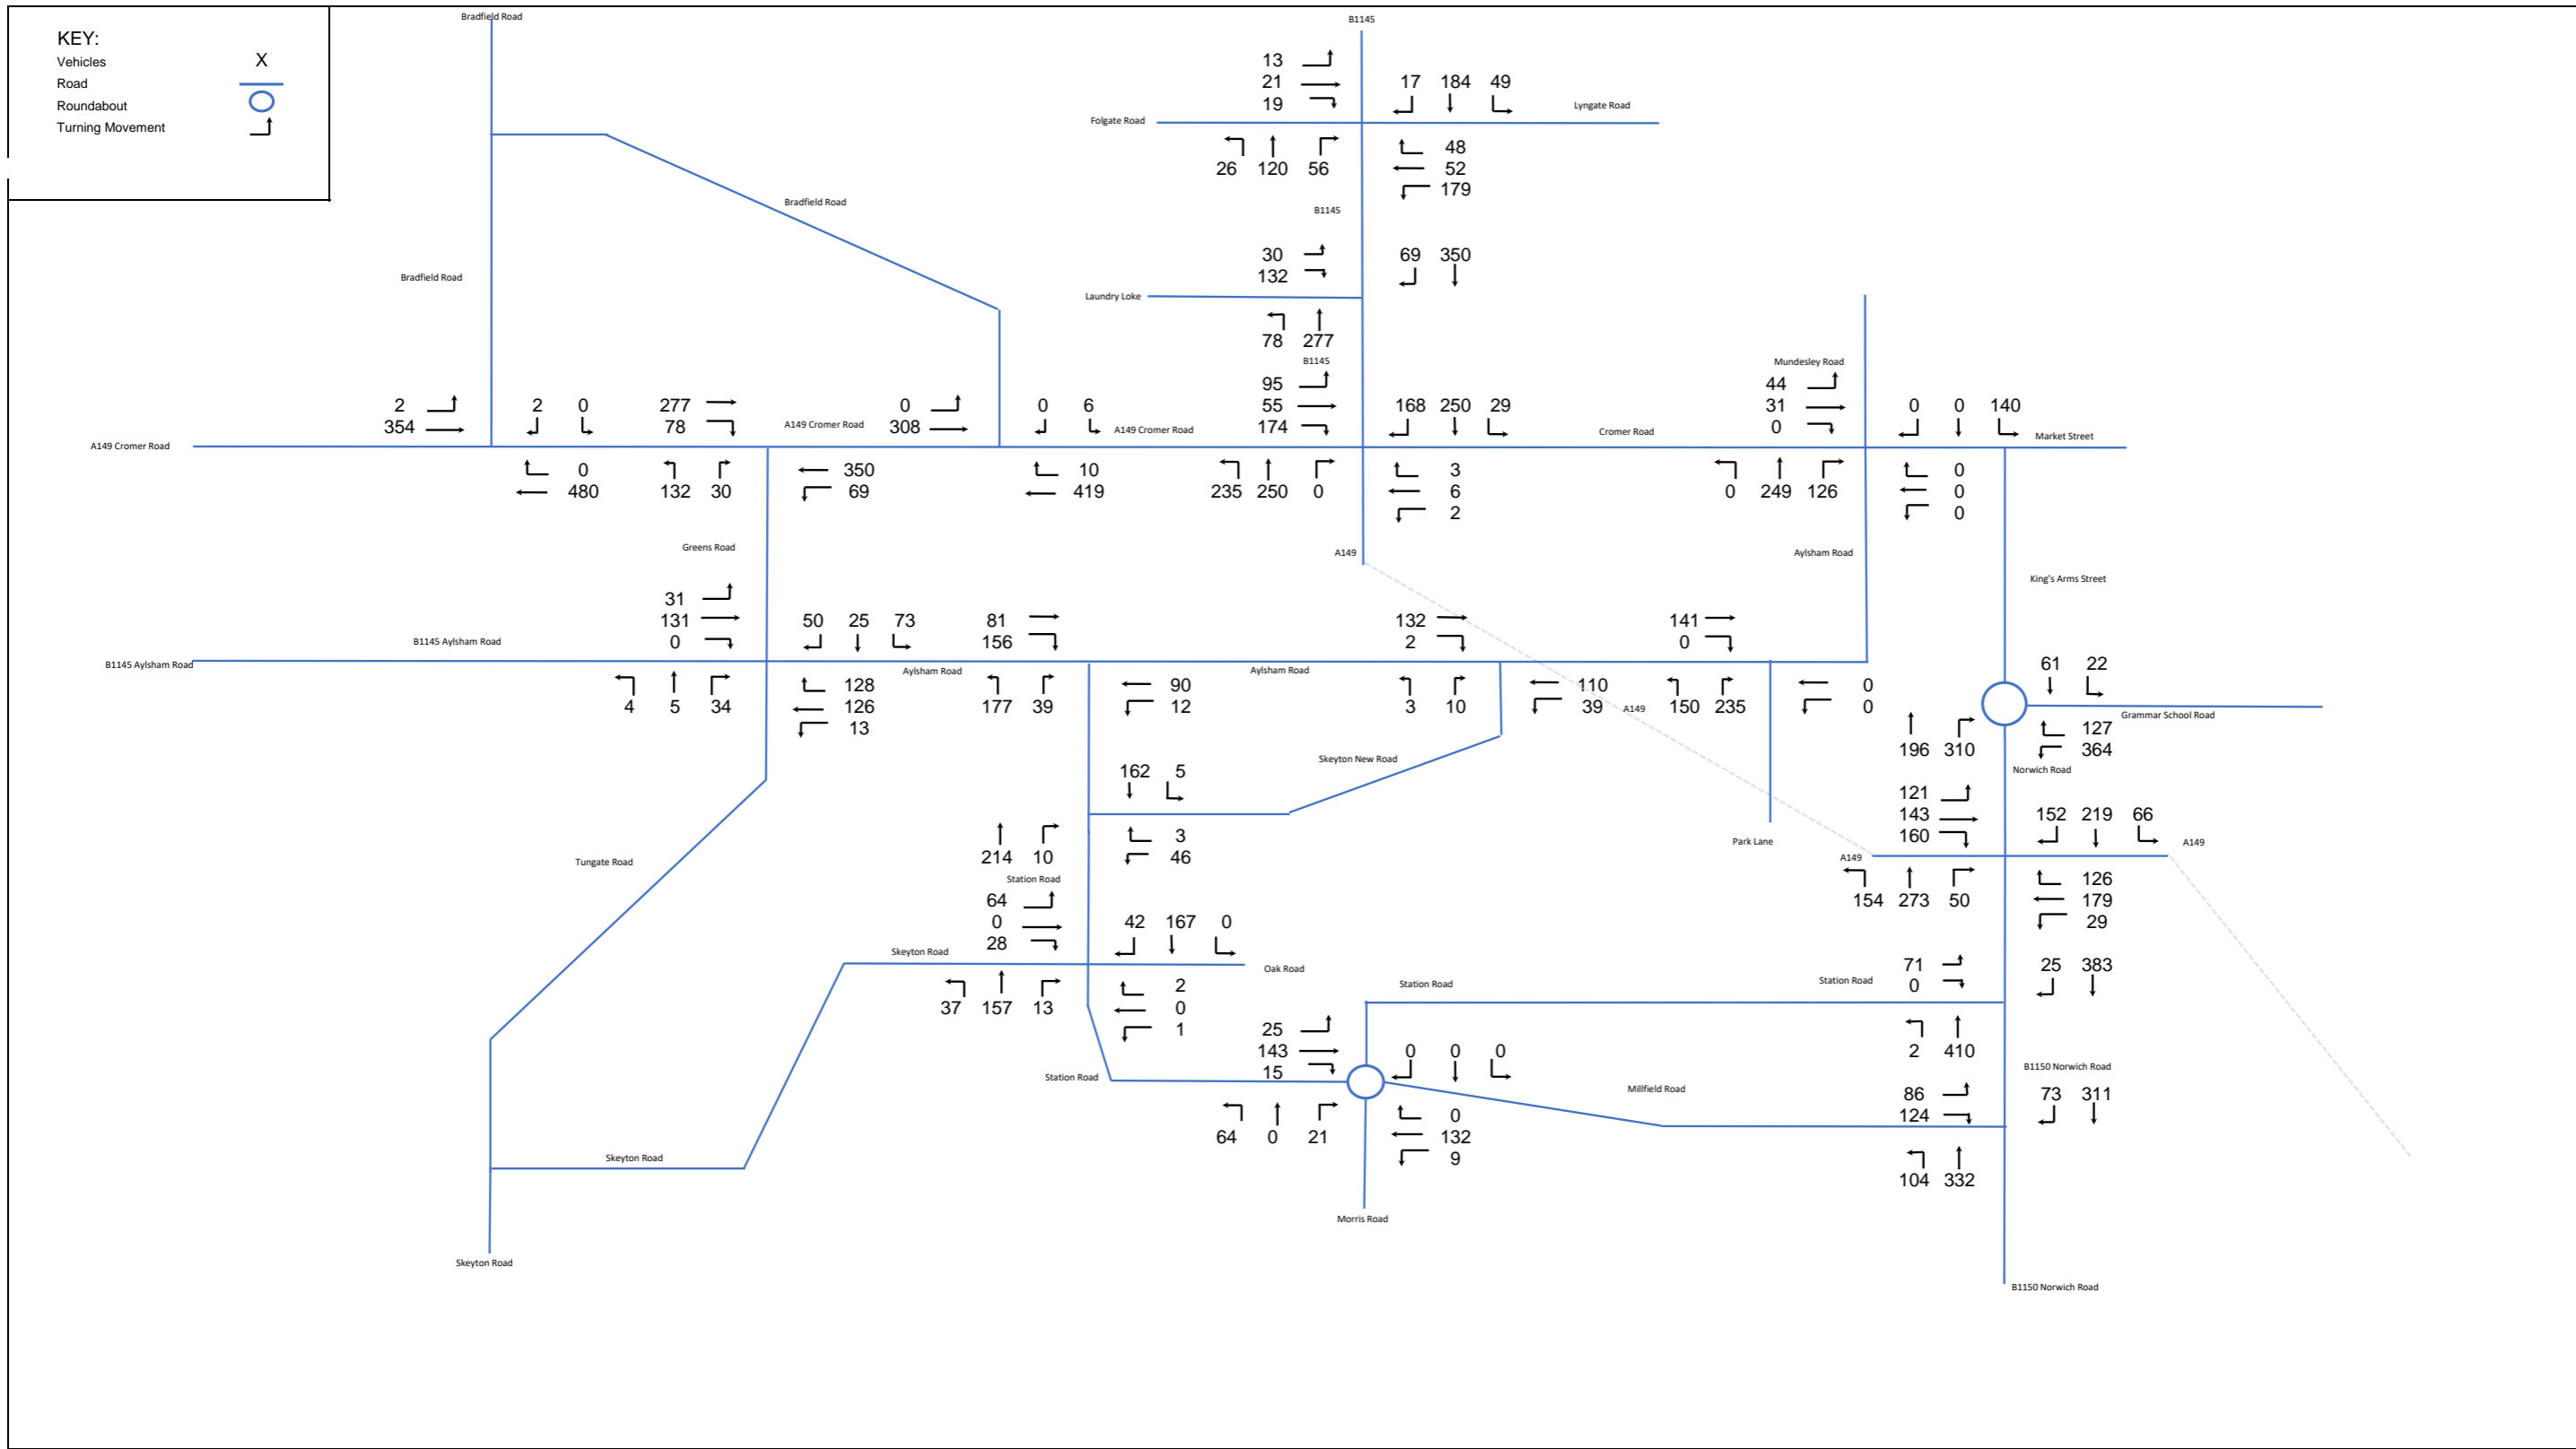 Bradfield Road
B1145
KEY:
Vehicles X
Road
Roundabout
Turning Movement
13
21
19
17 184 49
Lyngate Road
Folgate Road
26 120 56
48
52
179
Bradfield Road
B1145
Bradfield Road
30
132
69 350
Laundry Loke
78 277
B1145
Mundesley Road
95
55
174
168 250 29
44
31
0
0 0 140
2
354
2 0
277
78
A149 Cromer Road
0
308
0 6
A149 Cromer Road
Cromer Road
Market Street
A149 Cromer Road
0
480
132 30
350
69
10
419
235 250 0
3
6
2
0 249 126
0
0
0
Greens Road
A149
Aylsham Road
King's Arms Street
31
131
0
50 25 73
81
156
132
2
141
0
B1145 Aylsham Road
B1145 Aylsham Road
Aylsham Road
Aylsham Road
61 22
4 5 34
128
126
13
177 39
90
12
3 10
110
39
A149
150 235
0
0
Grammar School Road
196 310
127
364
Skeyton New Road
Norwich Road
162 5
121
143
160
152 219 66
A149
Park Lane
A149
214 10
3
46
Tungate Road
Station Road
154 273 50
126
179
29
64
0
28
42 167 0
Skeyton Road
Oak Road
71
0
25 383
Station Road
Station Road
37 157 13
2
0
1
25
143
15
0 0 0
2 410
B1150 Norwich Road
Station Road
Millfield Road
86
124
73 311
64 0 21
0
132
9
Skeyton Road
104 332
Morris Road
Skeyton Road
B1150 Norwich Road